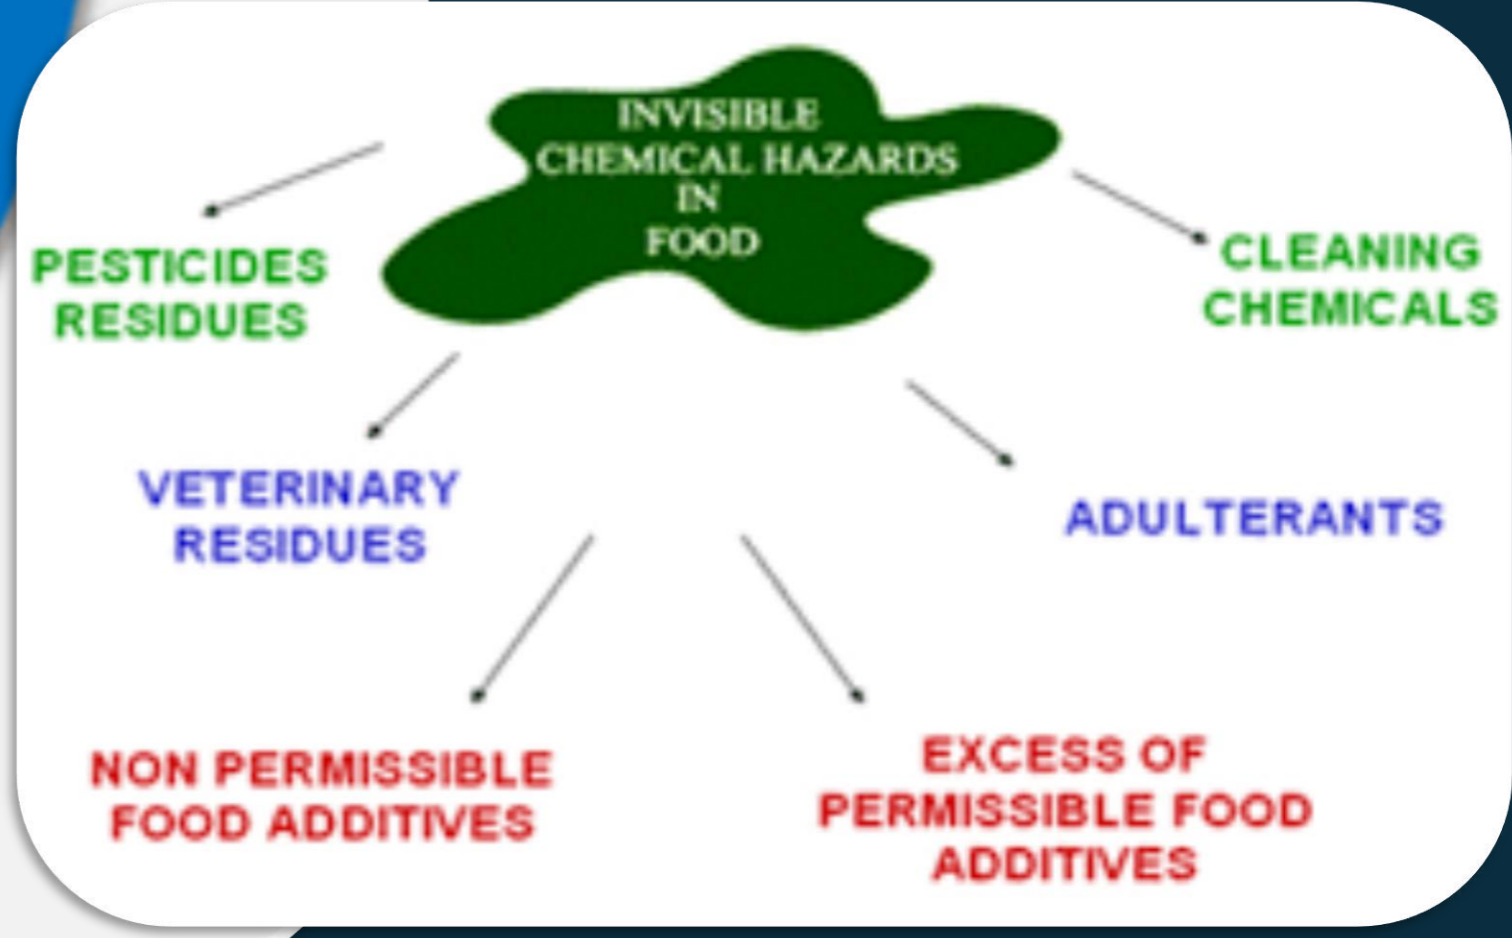 INVISIBLE
CHEMICAL HAZARDS
IN
FOOD
PESTICIDES
RESIDUES
CLEANING
CHEMICALS
VETERINARY
RESIDUES
ADULTERANTS
NON PERMISSIBLE
FOOD ADDITIVES
EXCESS OF
PERMISSIBLE FOOD
ADDITIVES